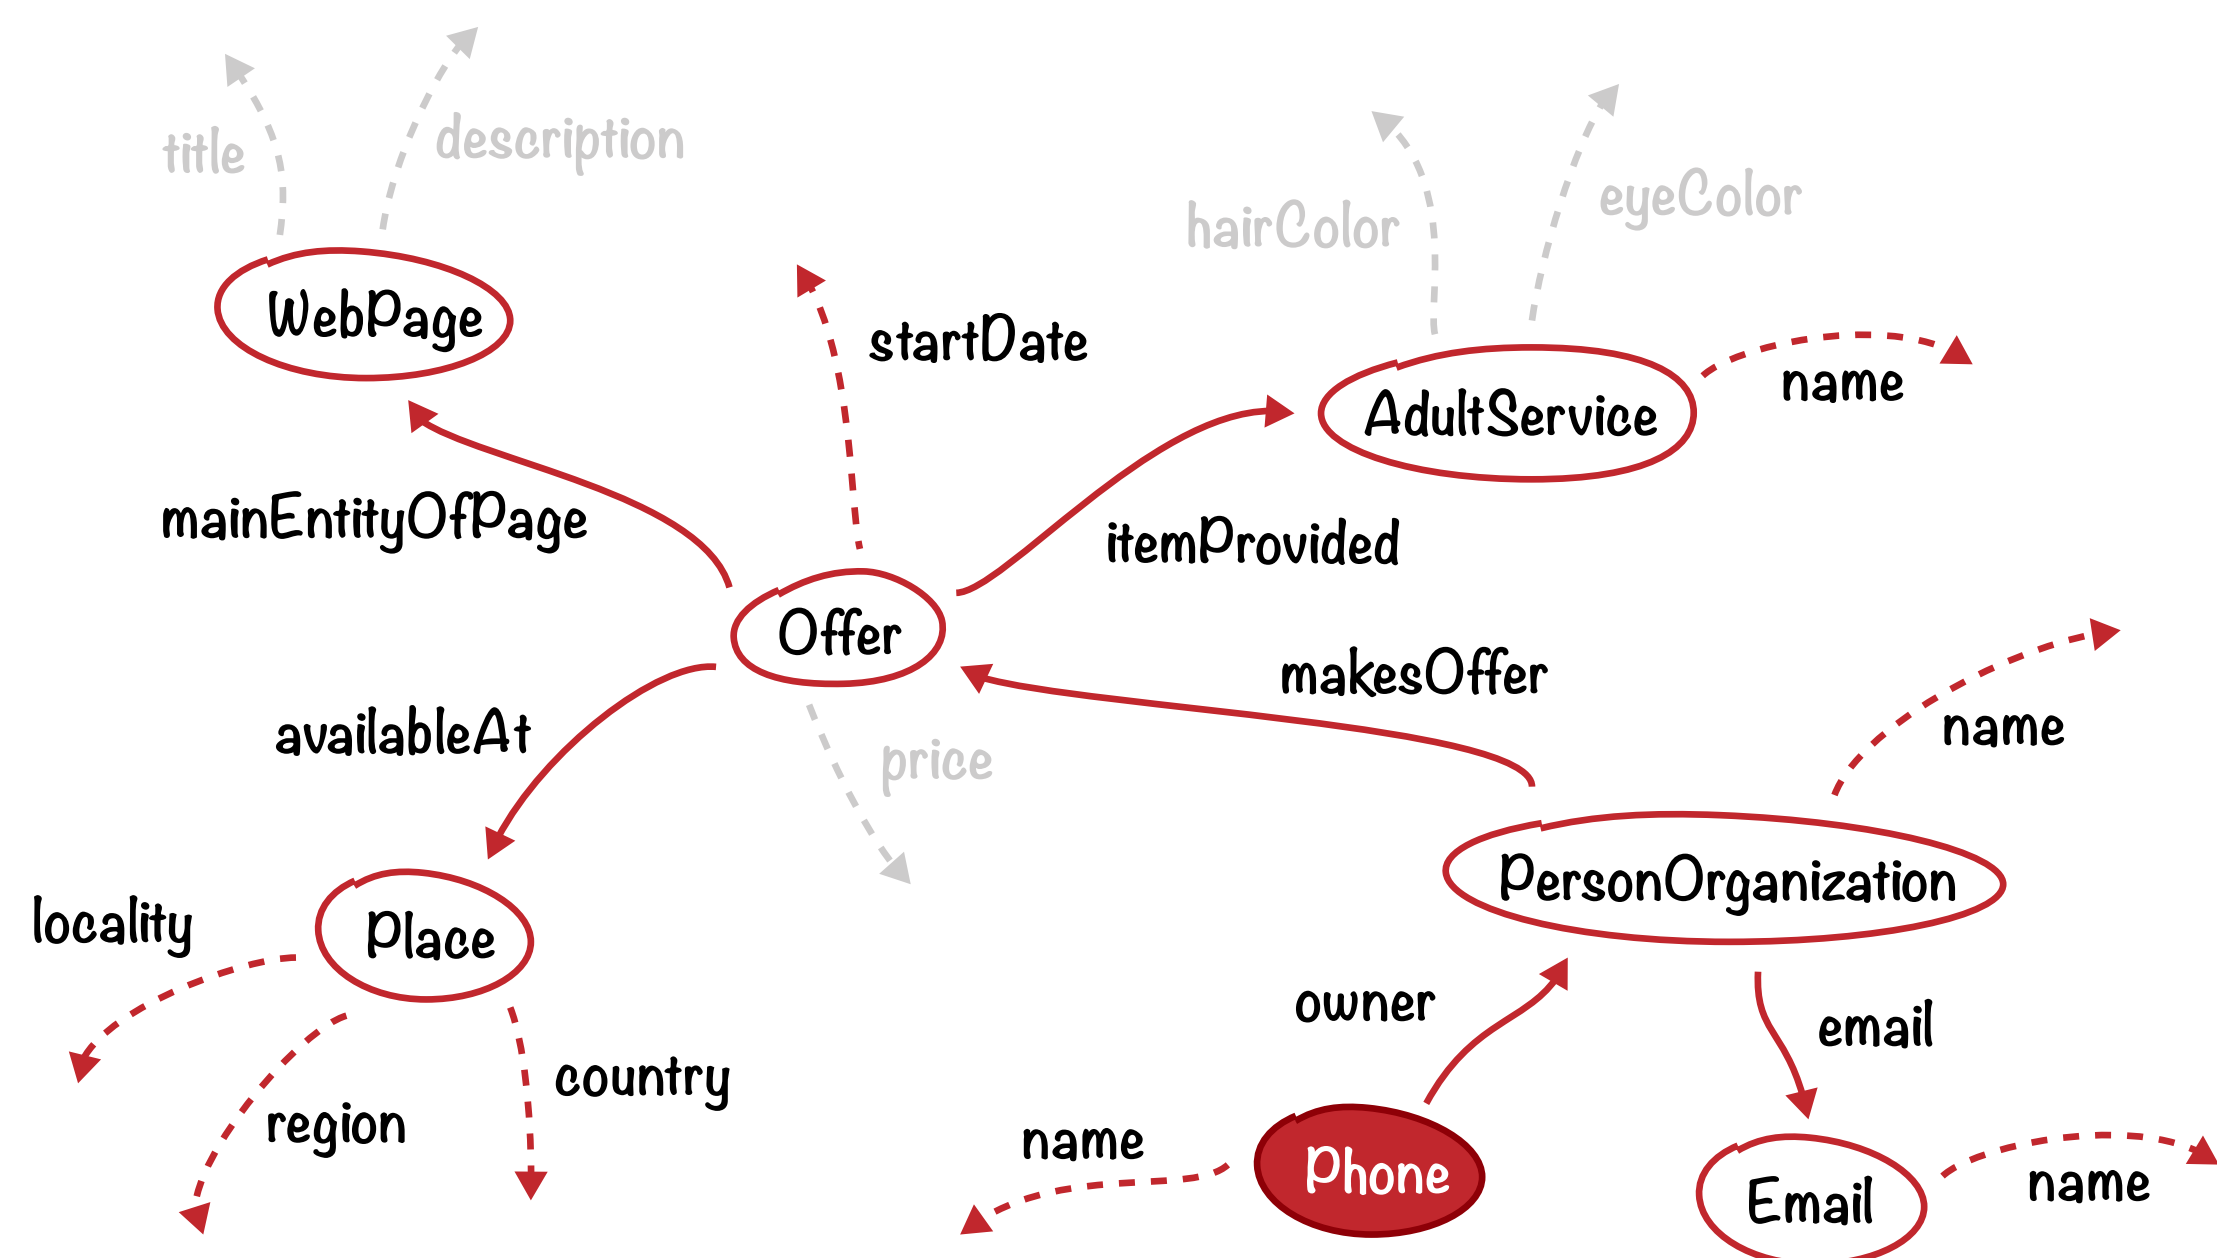 title
description
hairColor
eyeColor
WebPage
startDate
AdultService
name
mainEntityOfPage
itemProvided
Offer
makesOffer
name
availableAt
price
PersonOrganization
locality
Place
owner
email
country
region
name
Phone
Email
name